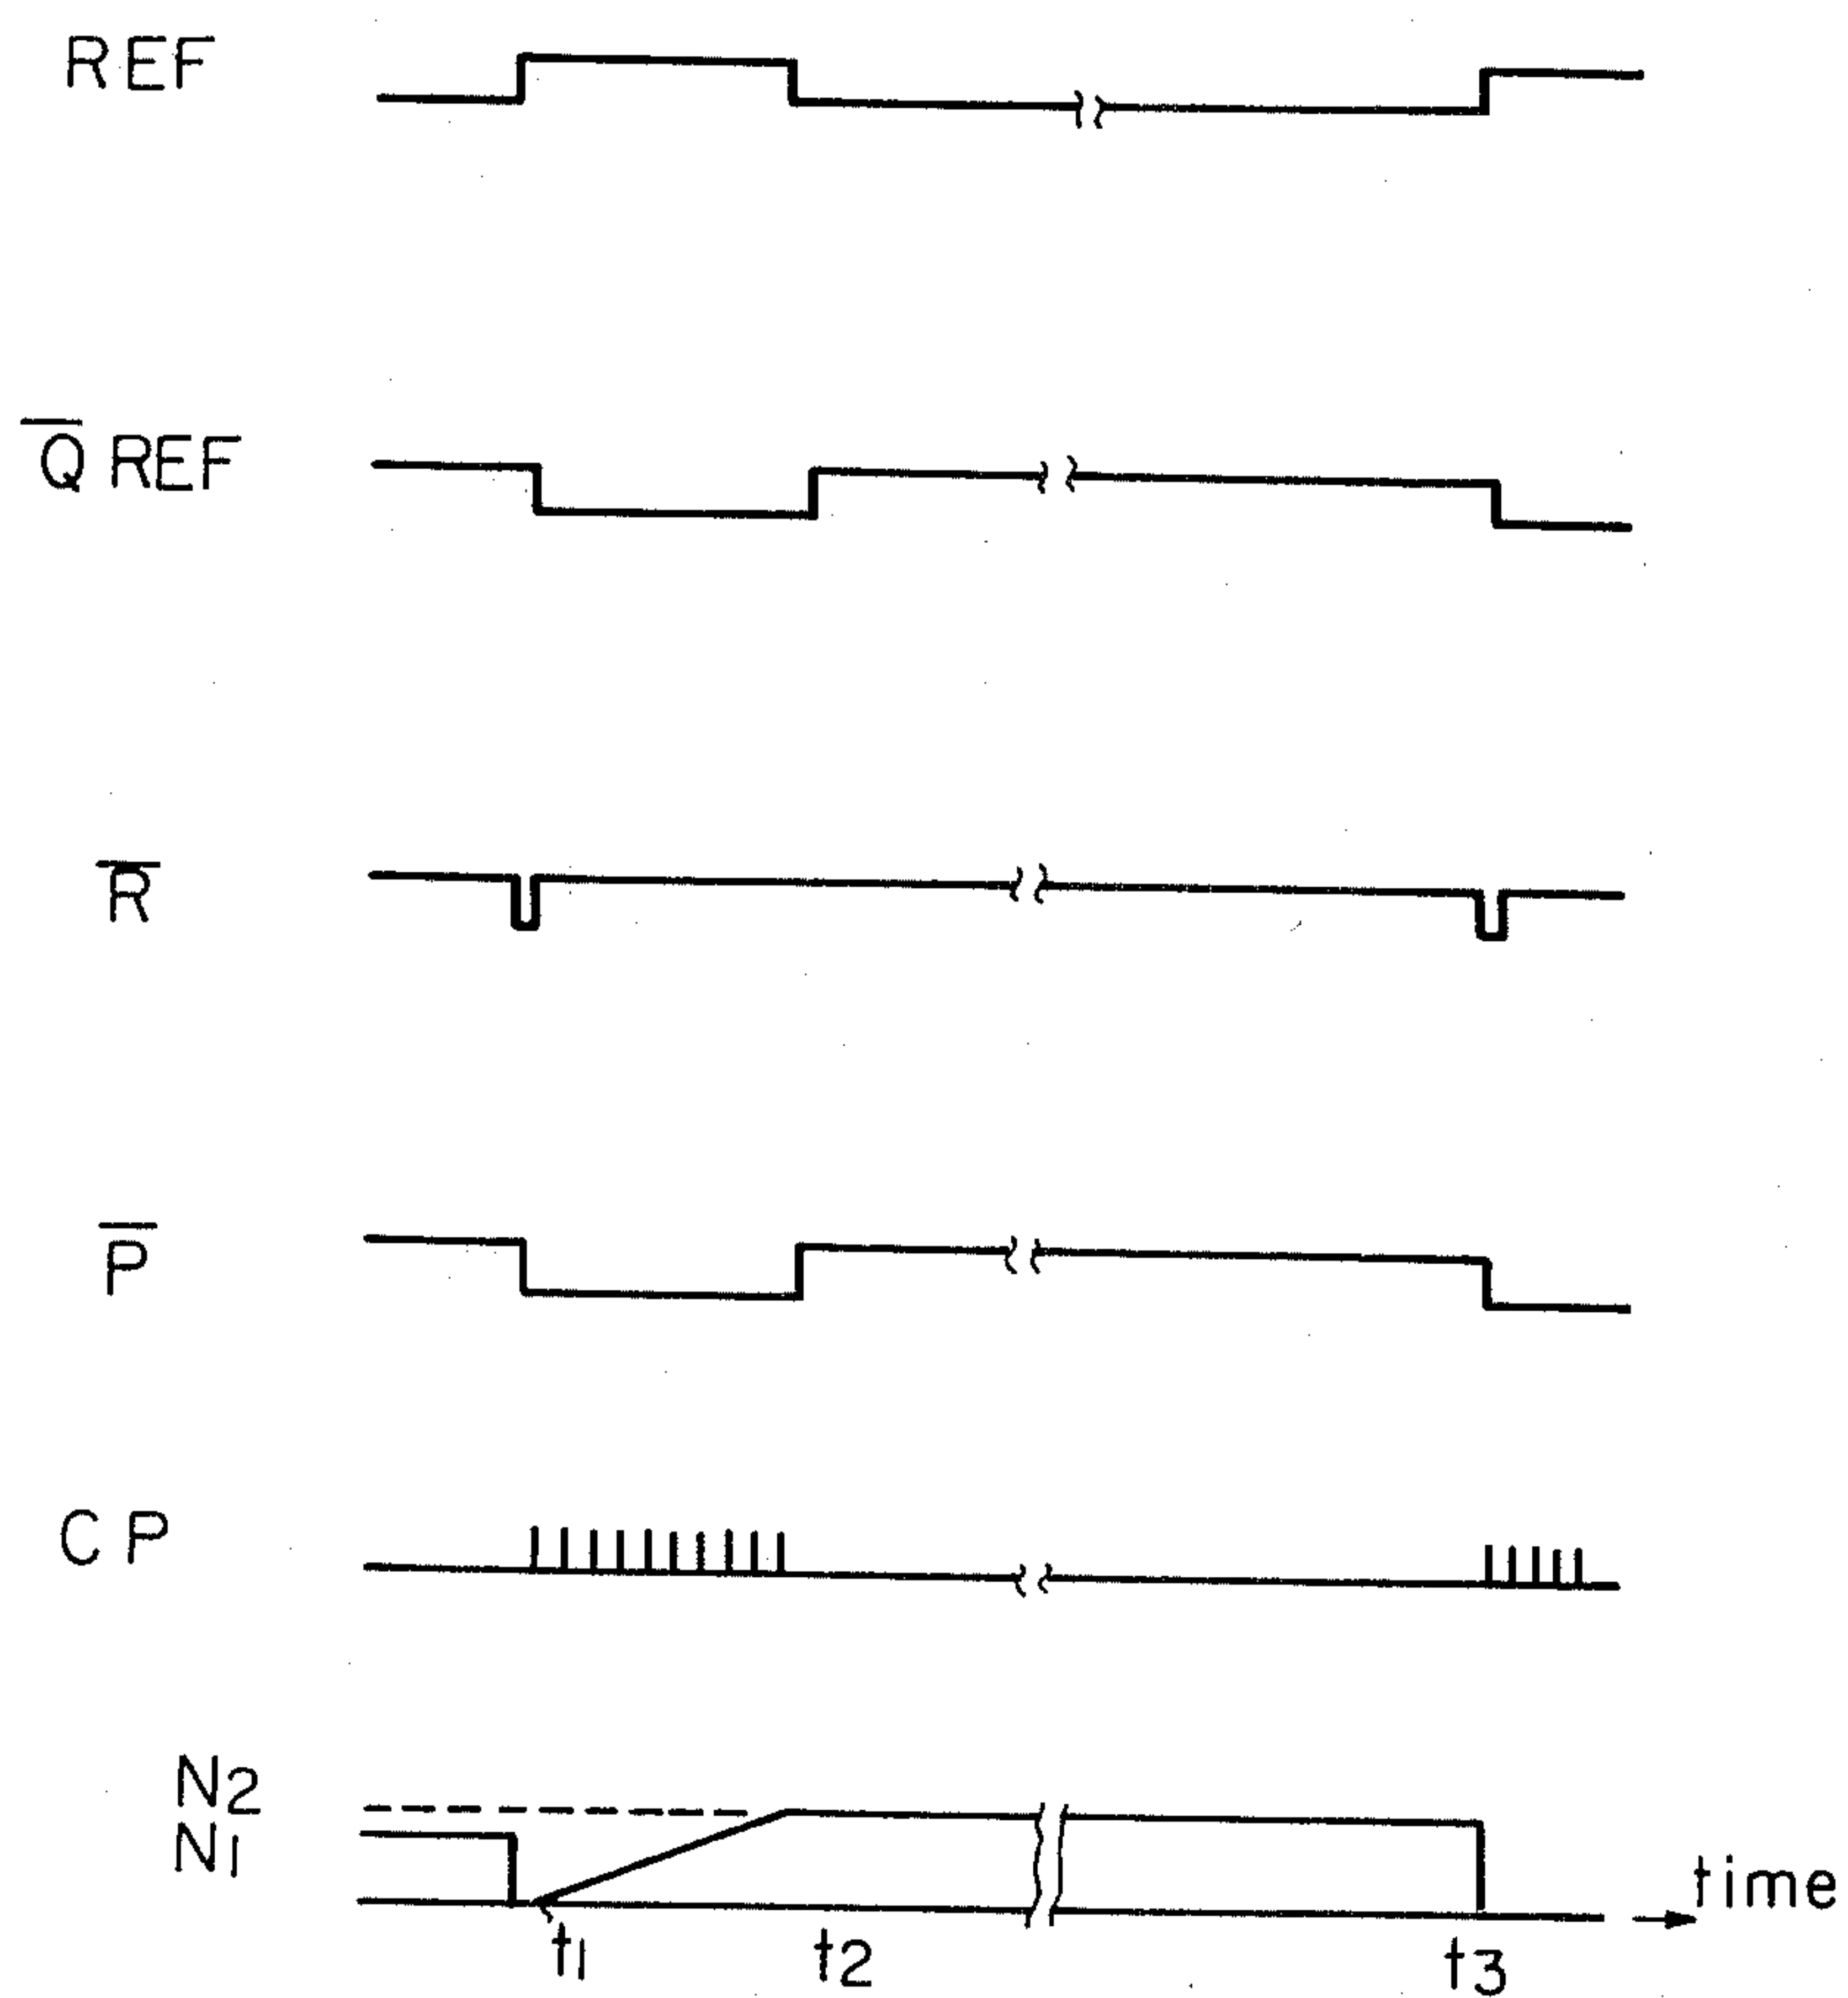 REF
Q̅ REF
R̅
P̅
CP
N2
N1
time
t1 t2 t3